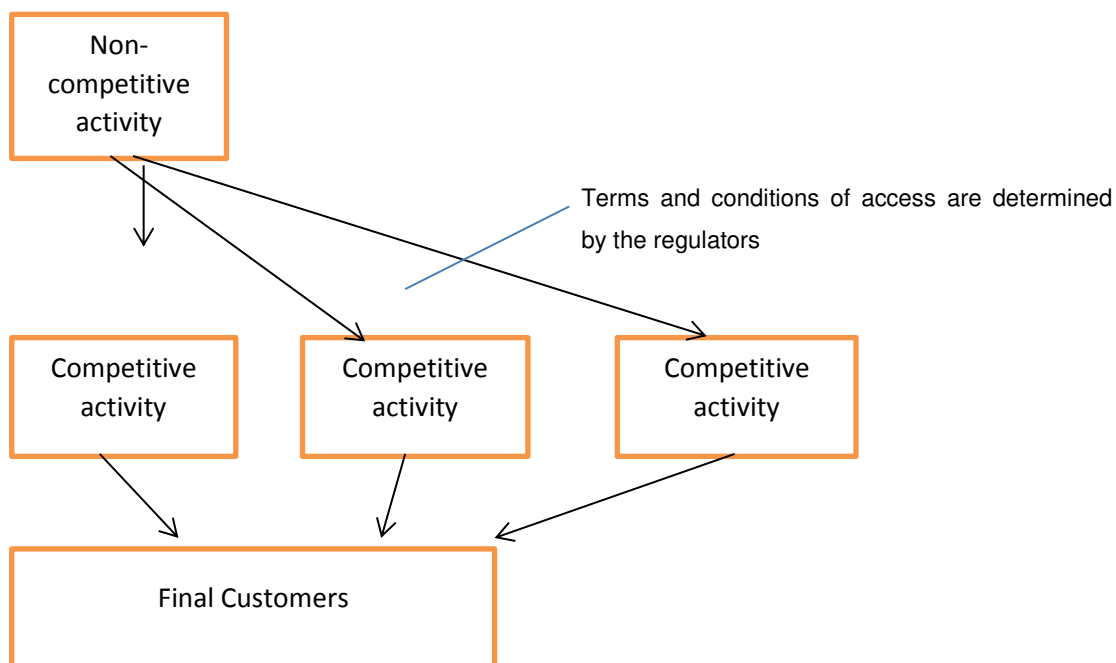 Non-
competitive
activity
Terms and conditions of access are determined
by the regulators
Competitive
activity
Competitive
activity
Competitive
activity
Final Customers